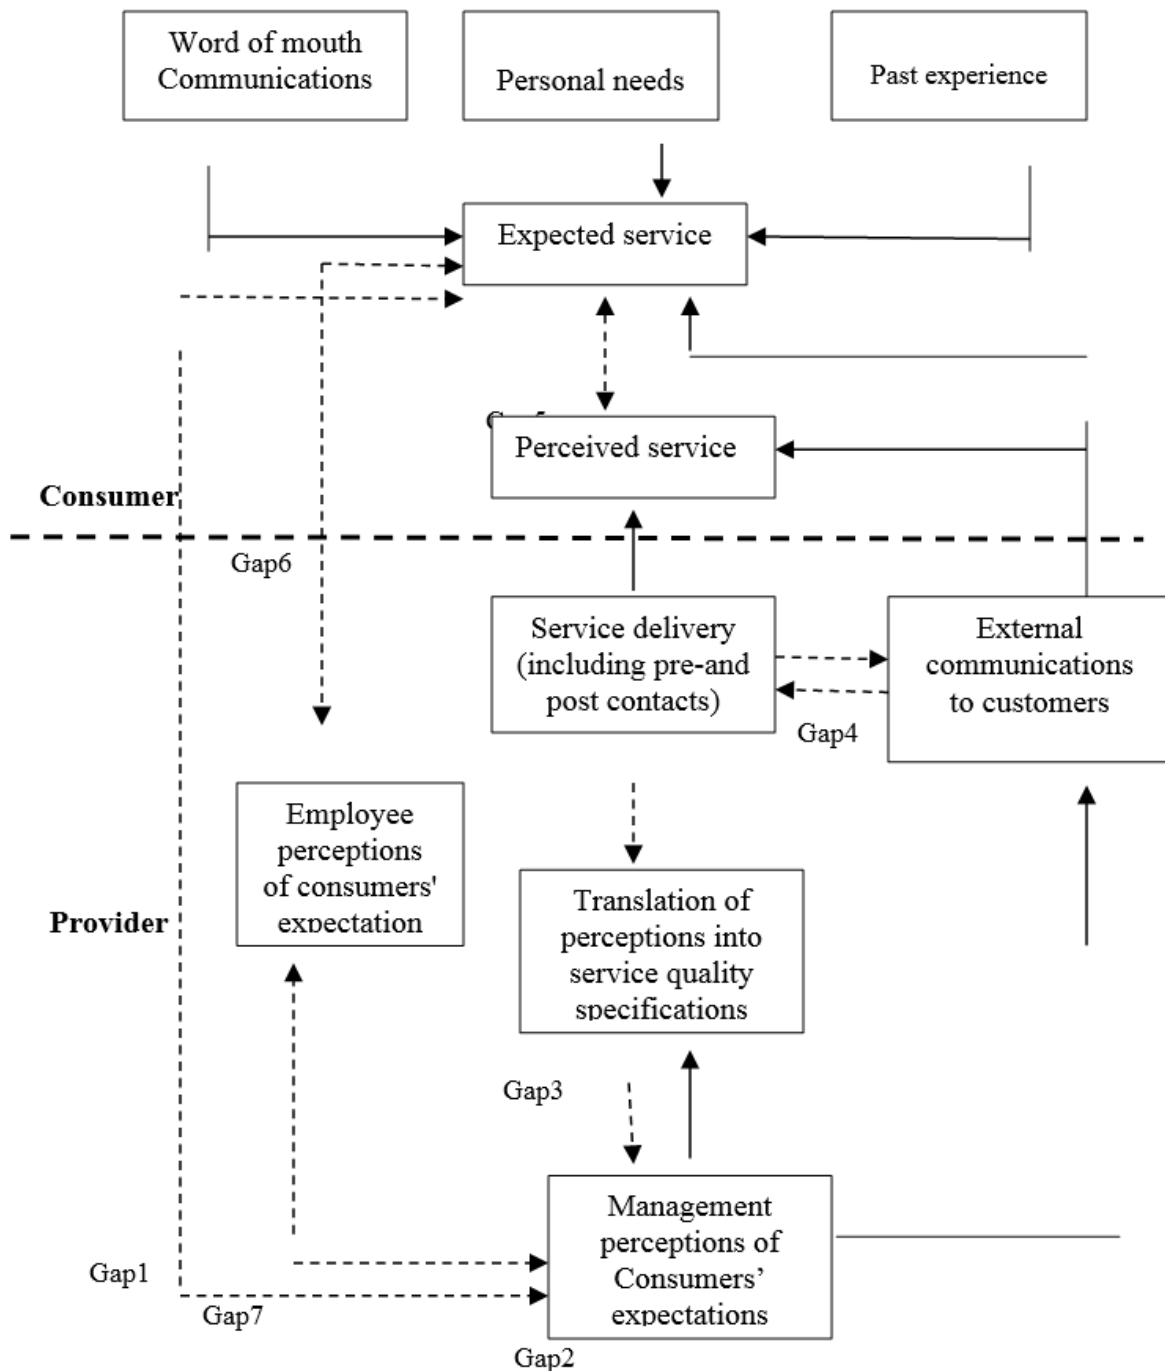 Word of mouth
Communications
Personal needs
Past experience
Expected service
Perceived service
Consumer
Gap6
Service delivery
(including pre-and
post contacts)
External
communications
to customers
Gap4
Employee
perceptions
of consumers'
expectation
Provider
Translation of
perceptions into
service quality
specifications
Gap3
Management
perceptions of
Consumers’
expectations
Gap1
Gap7
Gap2